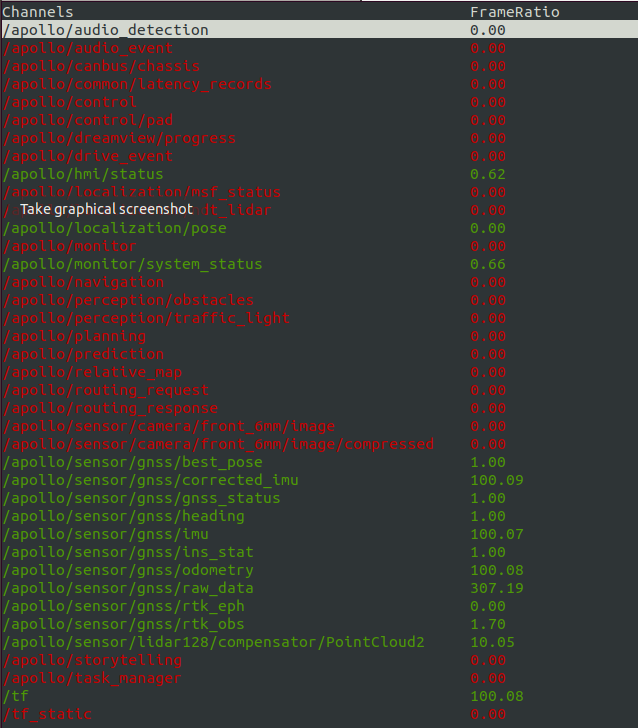 Channels FrameRatio
/apollo/audio_detection 0.00
/apollo/audio_event 0.00
/apollo/canbus/chassis 0.00
/apollo/common/latency_records 0.00
/apollo/control 0.00
/apollo/control/pad 0.00
/apollo/dreamview/progress 0.00
/apollo/drive_event 0.00
/apollo/hmi/status 0.62
/apollo/localization/msf_status 0.00
Take graphical screenshot dt_lidar 0.00
/apollo/localization/pose 0.00
/apollo/monitor 0.00
/apollo/monitor/system_status 0.66
/apollo/navigation 0.00
/apollo/perception/obstacles 0.00
/apollo/perception/traffic_light 0.00
/apollo/planning 0.00
/apollo/prediction 0.00
/apollo/relative_map 0.00
/apollo/routing_request 0.00
/apollo/routing_response 0.00
/apollo/sensor/camera/front_6mm/image 0.00
/apollo/sensor/camera/front_6mm/image/compressed 0.00
/apollo/sensor/gnss/best_pose 1.00
/apollo/sensor/gnss/corrected_imu 100.09
/apollo/sensor/gnss/gnss_status 1.00
/apollo/sensor/gnss/heading 1.00
/apollo/sensor/gnss/imu 100.07
/apollo/sensor/gnss/ins_stat 1.00
/apollo/sensor/gnss/odometry 100.08
/apollo/sensor/gnss/raw_data 307.19
/apollo/sensor/gnss/rtk_eph 0.00
/apollo/sensor/gnss/rtk_obs 1.70
/apollo/sensor/lidar128/compensator/PointCloud2 10.05
/apollo/storytelling 0.00
/apollo/task_manager 0.00
/tf 100.08
/tf_static 0.00